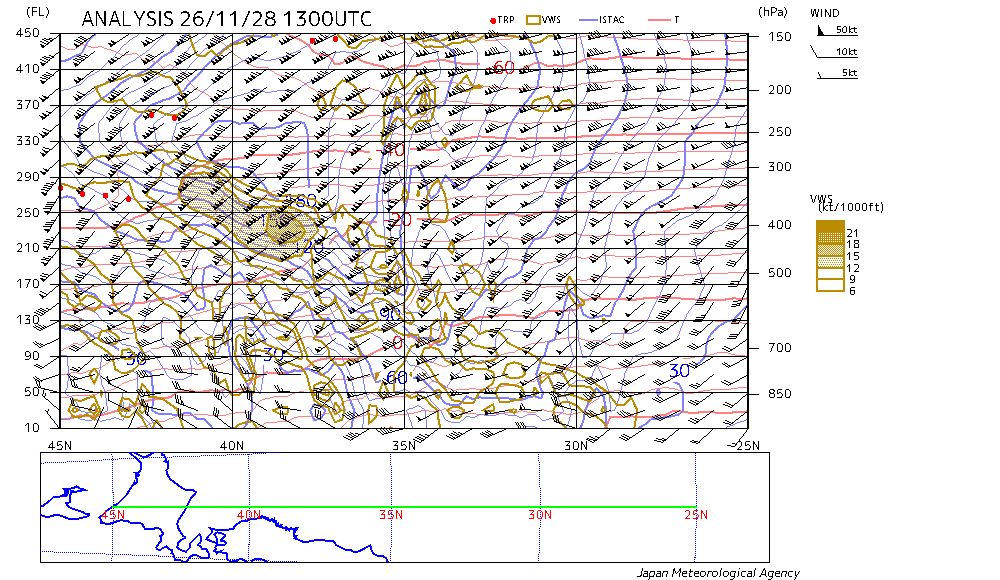 (FL) ANALYSIS 26/11/28 1300UTC TRP VWS ISTAC T (hPa) WIND
450 150 50kt
410 10kt
370 200 5kt
330 250
290 300
250 400
210
170 500
130
90 700
50 850
10
60
20
80
90
0
30 30
60
30
VWS
(kt/1000ft)
21
18
15
12
9
6
45N 40N 35N 30N 25N
45N 40N 35N 30N 25N
Japan Meteorological Agency